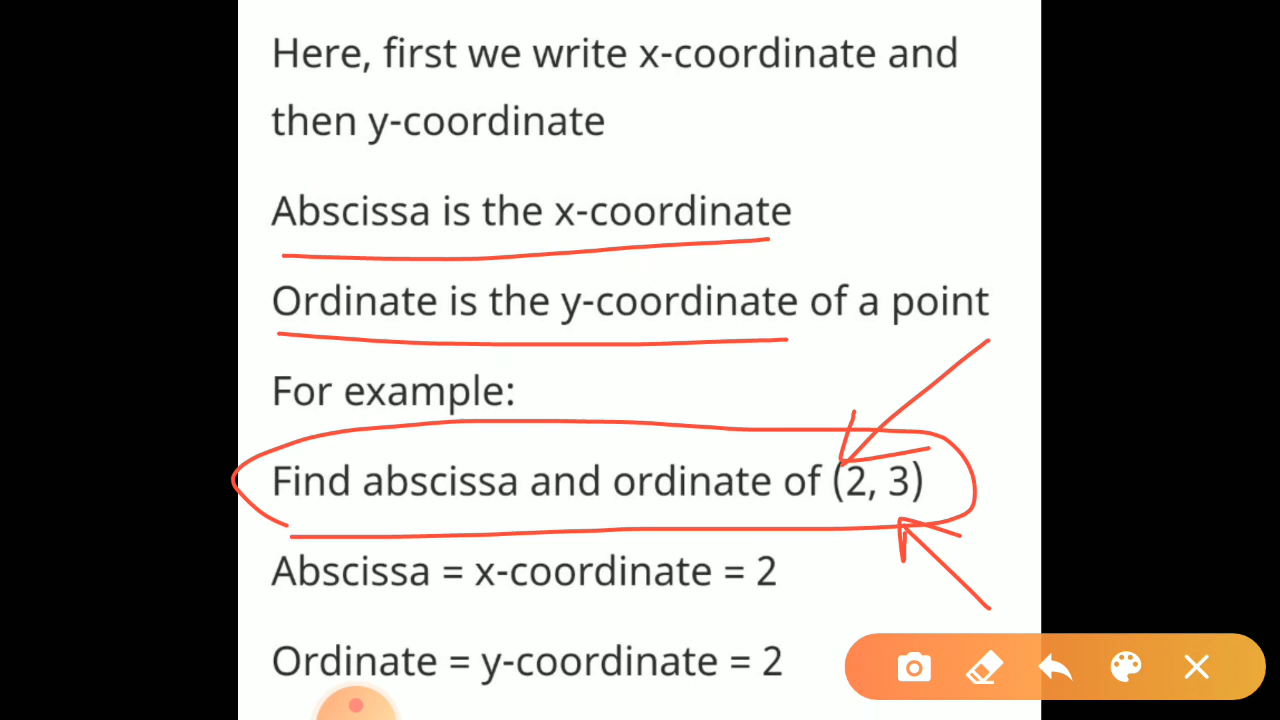 Here, first we write x-coordinate and
then y-coordinate
Abscissa is the x-coordinate
Ordinate is the y-coordinate of a point
For example:
Find abscissa and ordinate of (2, 3)
Abscissa = x-coordinate = 2
Ordinate = y-coordinate = 2